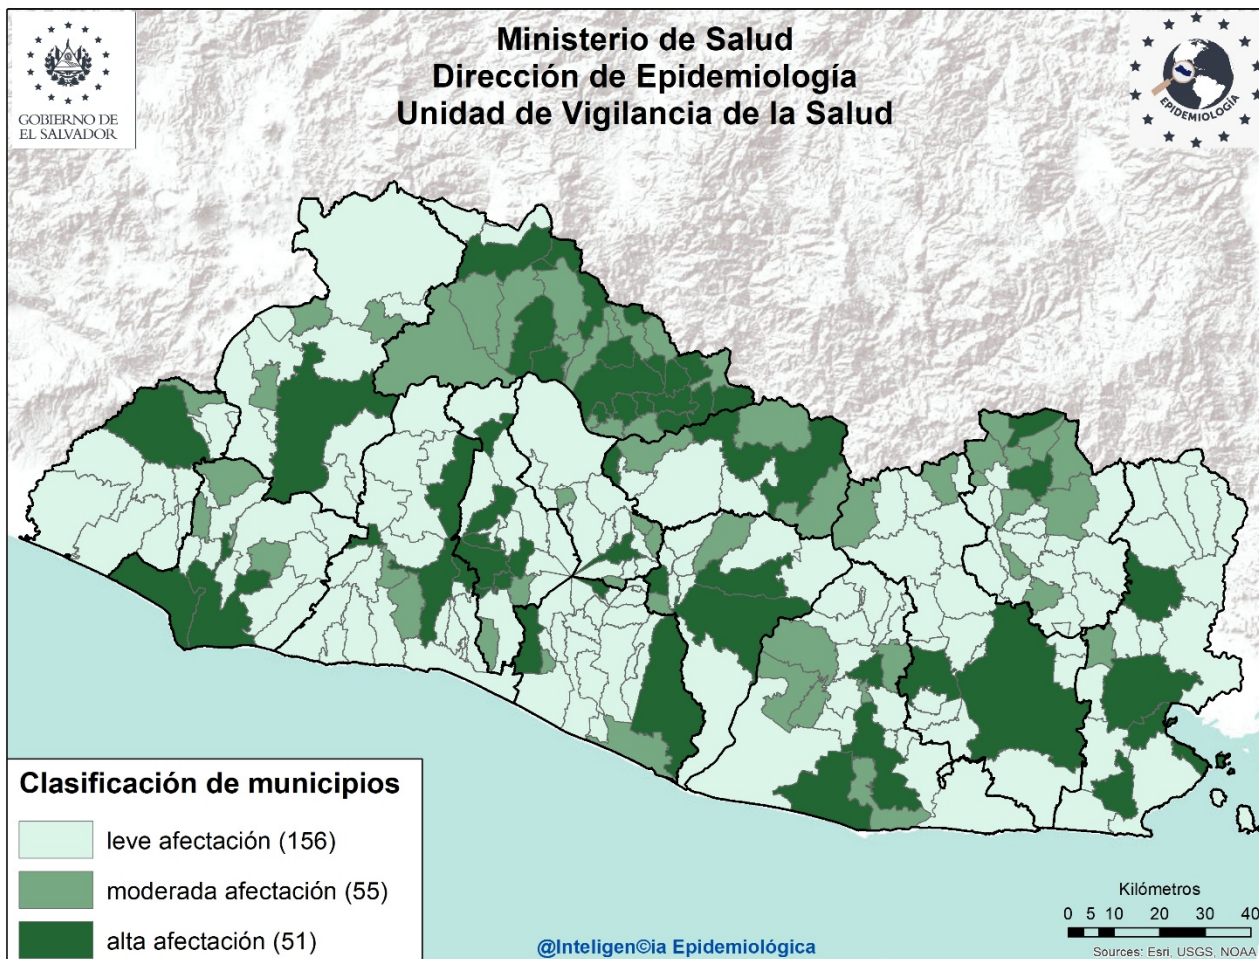 Ministerio de Salud
Dirección de Epidemiología
Unidad de Vigilancia de la Salud
GOBIERNO DE
EL SALVADOR
EPIDEMIOLOGÍA
Clasificación de municipios
leve afectación (156)
moderada afectación (55)
alta afectación (51)
@Inteligen©ia Epidemiológica
Kilómetros
0 5 10 20 30 40
Sources: Esri, USGS, NOAA